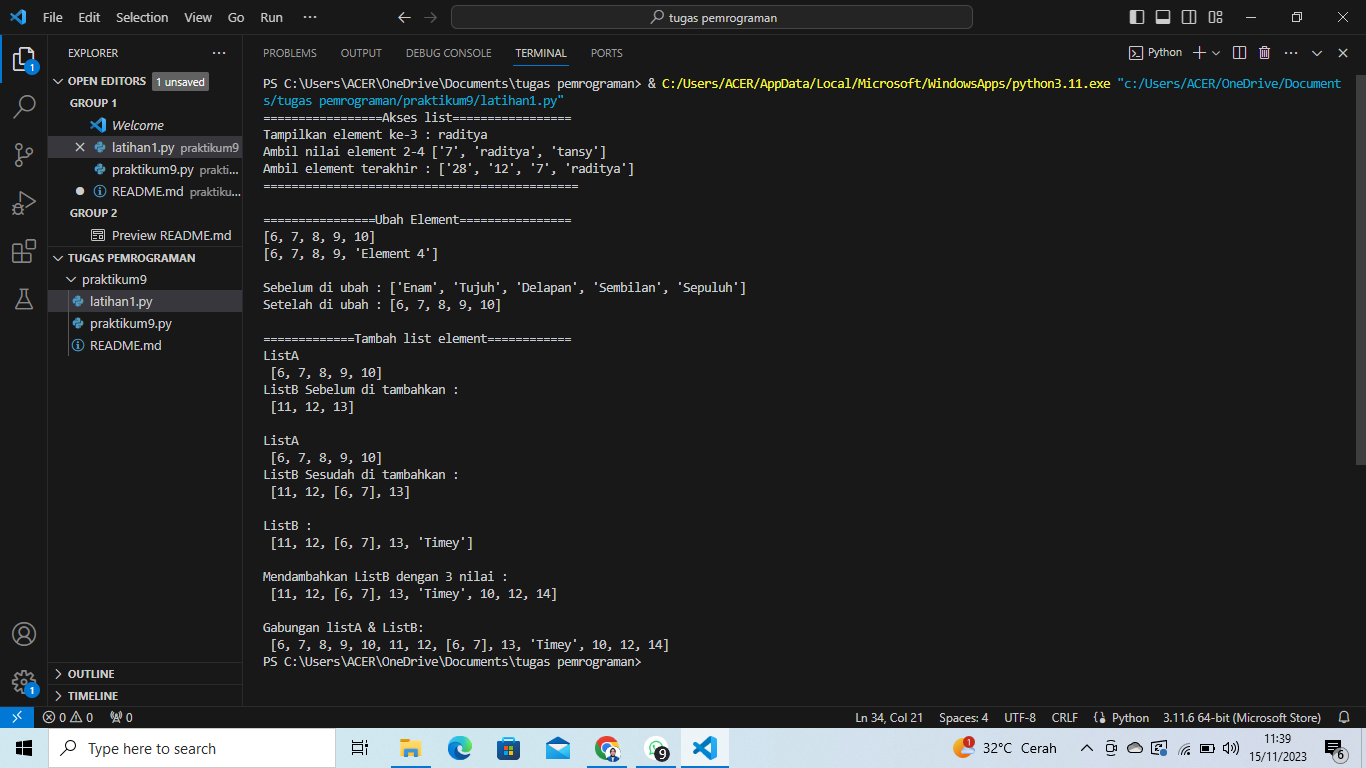 File Edit Selection View Go Run ··· tugas pemrograman
EXPLORER ···
OPEN EDITORS 1 unsaved
GROUP 1
Welcome
latihan1.py praktikum9
praktikum9.py prakti...
README.md praktiku...
GROUP 2
Preview README.md
TUGAS PEMROGRAMAN
praktikum9
latihan1.py
praktikum9.py
README.md
OUTLINE
TIMELINE
1
1
PROBLEMS OUTPUT DEBUG CONSOLE TERMINAL PORTS Python ···
PS C:\Users\ACER\OneDrive\Documents\tugas pemrograman> & C:/Users/ACER/AppData/Local/Microsoft/WindowsApps/python3.11.exe "c:/Users/ACER/OneDrive/Document
s/tugas pemrograman/praktikum9/latihan1.py"
=================Akses list=================
Tampilkan element ke-3 : raditya
Ambil nilai element 2-4 ['7', 'raditya', 'tansy']
Ambil element terakhir : ['28', '12', '7', 'raditya']
=============================================
================Ubah Element================
[6, 7, 8, 9, 10]
[6, 7, 8, 9, 'Element 4']
Sebelum di ubah : ['Enam', 'Tujuh', 'Delapan', 'Sembilan', 'Sepuluh']
Setelah di ubah : [6, 7, 8, 9, 10]
=============Tambah list element============
ListA
[6, 7, 8, 9, 10]
ListB Sebelum di tambahkan :
[11, 12, 13]
ListA
[6, 7, 8, 9, 10]
ListB Sesudah di tambahkan :
[11, 12, [6, 7], 13]
ListB :
[11, 12, [6, 7], 13, 'Timey']
Mendambahkan ListB dengan 3 nilai :
[11, 12, [6, 7], 13, 'Timey', 10, 12, 14]
Gabungan listA & ListB:
[6, 7, 8, 9, 10, 11, 12, [6, 7], 13, 'Timey', 10, 12, 14]
PS C:\Users\ACER\OneDrive\Documents\tugas pemrograman>
0 0 0 Ln 34, Col 21 Spaces: 4 UTF-8 CRLF Python 3.11.6 64-bit (Microsoft Store)
Type here to search 9 1 32°C Cerah 11:39
15/11/2023
6